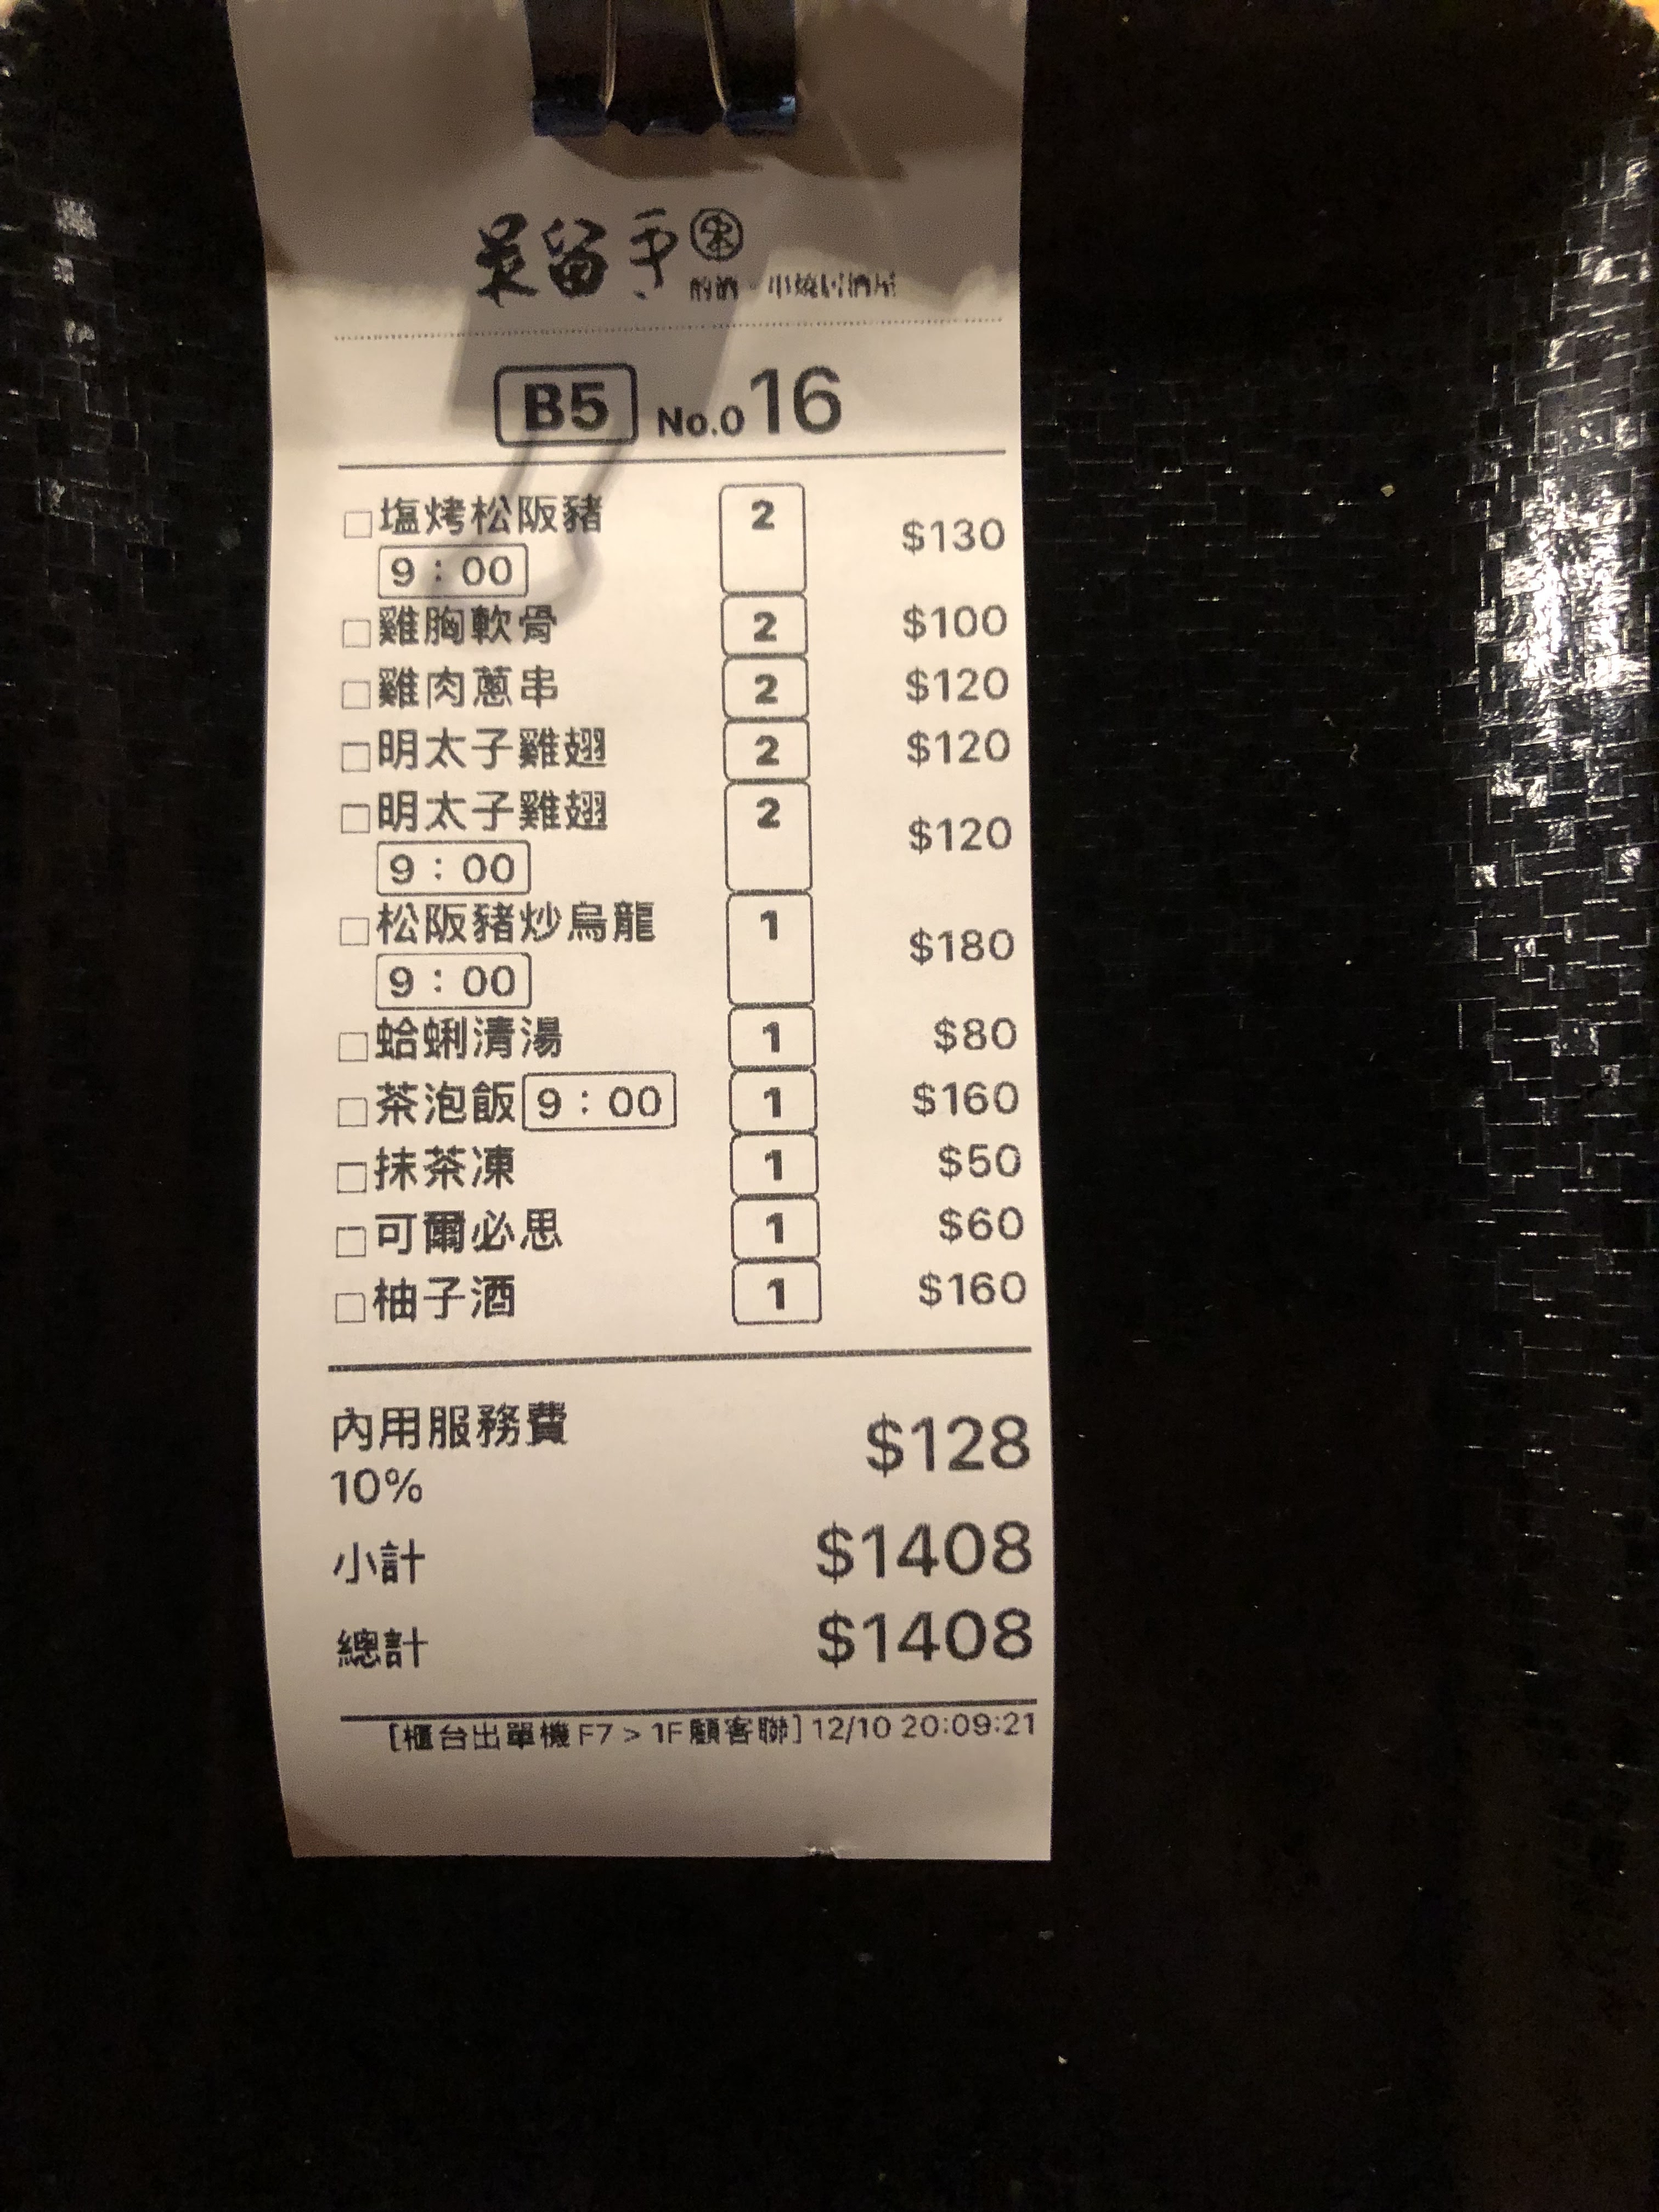 足留手
B5 No.016
塩烤松阪豬 2 $130
9：00
雞胸軟骨 2 $100
雞肉蔥串 2 $120
明太子雞翅 2 $120
明太子雞翅 2 $120
9：00
松阪豬炒烏龍 1 $180
9：00
蛤蜊清湯 1 $80
茶泡飯 9：00 1 $160
抹茶凍 1 $50
可爾必思 1 $60
柚子酒 1 $160
內用服務費 $128
10%
小計 $1408
總計 $1408
[櫃台出單機F7 > 1F顧客聯] 12/10 20:09:21